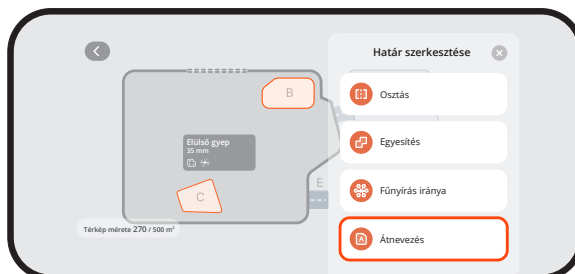 Határ szerkesztése
B
Osztás
Elülső gyep
35 mm
Egyesítés
E
C
Fűnyírás iránya
Térkép mérete 270 / 500 m²
Átnevezés
A